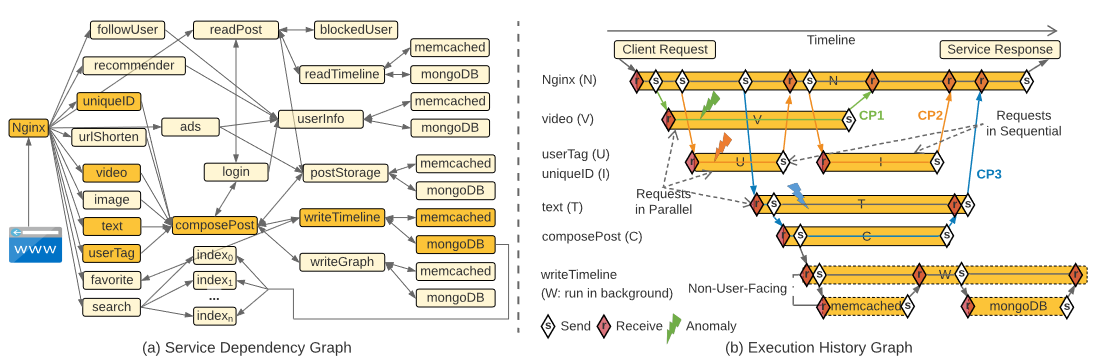 followUser
readPost
blockedUser
memcached
recommender
readTimeline
mongoDB
uniqueID
memcached
Nginx
ads
userInfo
mongoDB
urlShorten
memcached
video
login
postStorage
mongoDB
image
text
composePost
writeTimeline
memcached
www
userTag
mongoDB
index0
favorite
writeGraph
memcached
index1
search
...
mongoDB
indexn
(a) Service Dependency Graph
Timeline
Client Request
Service Response
Nginx (N)
r s s s r s r r r s
N
video (V)
r V s
CP1
CP2
Requests
in Sequential
userTag (U)
uniqueID (I)
r U s r I s
CP3
Requests
in Parallel
text (T)
r s T r s
composePost (C)
r s C s
writeTimeline
(W: run in background)
r s r W s r
Non-User-Facing
r memcached s r mongoDB s
s Send r Receive Anomaly
(b) Execution History Graph